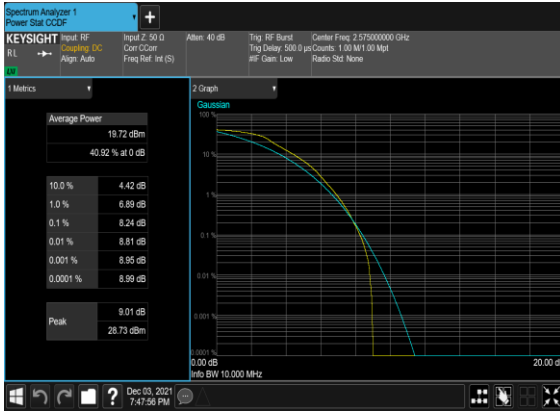 Spectrum Analyzer 1
Power Stat CCDF
+
KEYSIGHT Input: RF Input Z: 50 Ω Atten: 40 dB Trig: RF Burst Center Freq: 2.575000000 GHz
RL Coupling: DC Corr CCorr Trig Delay: 500.0 µs Counts: 1.00 M/1.00 Mpt
Align: Auto Freq Ref: Int (S) #IF Gain: Low Radio Std: None
1 Metrics
Average Power
19.72 dBm
40.92 % at 0 dB
10.0 % 4.42 dB
1.0 % 6.89 dB
0.1 % 8.24 dB
0.01 % 8.81 dB
0.001 % 8.95 dB
0.0001 % 8.99 dB
Peak 9.01 dB
28.73 dBm
2 Graph
Gaussian
100 %
10 %
1 %
0.1 %
0.01 %
0.001 %
0.0001 %
0.00 dB 20.00 d
Info BW 10.000 MHz
? Dec 03, 2021
7:47:56 PM